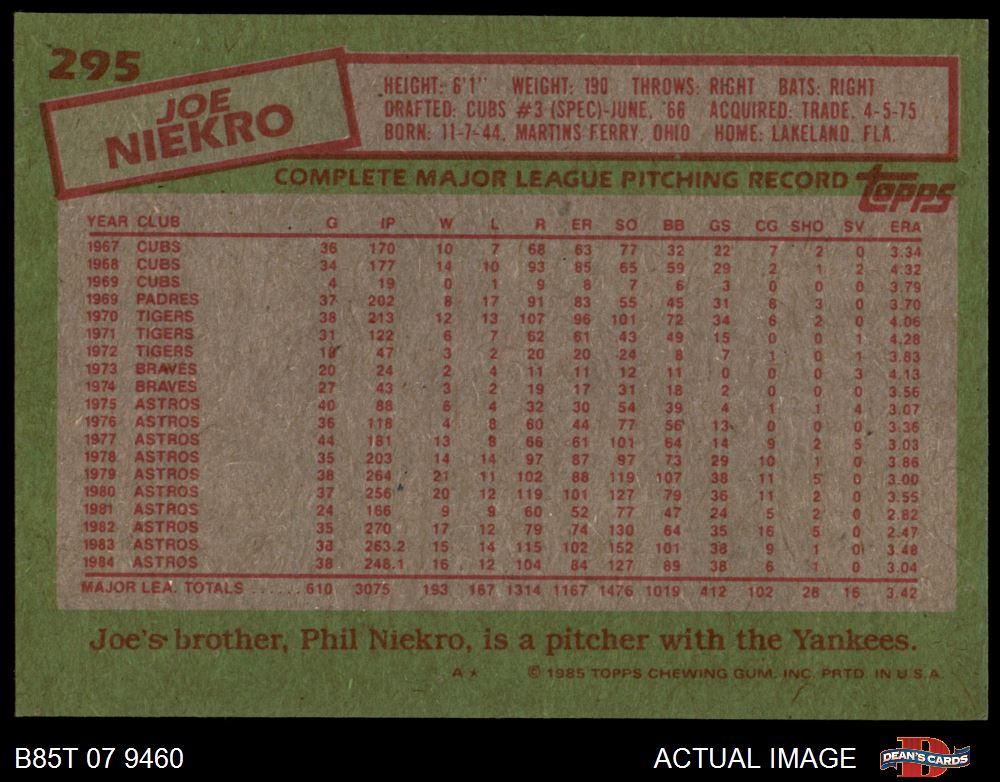 295
JOE
NIEKRO
HEIGHT: 6'1" WEIGHT: 190 THROWS: RIGHT BATS: RIGHT
DRAFTED: CUBS #3 (SPEC)-JUNE, '66 ACQUIRED: TRADE, 4-5-75
BORN: 11-7-44, MARTINS FERRY, OHIO HOME: LAKELAND, FLA.
COMPLETE MAJOR LEAGUE PITCHING RECORD topps
YEAR CLUB G IP W L R ER SO BB GS CG SHO SV ERA
1967 CUBS 36 170 10 7 68 63 77 32 22 7 2 0 3.34
1968 CUBS 34 177 14 10 93 85 65 59 29 2 1 2 4.32
1969 CUBS 4 19 0 1 9 8 7 6 3 0 0 0 3.79
1969 PADRES 37 202 8 17 91 83 55 45 31 8 3 0 3.70
1970 TIGERS 38 213 12 13 107 96 101 72 34 6 2 0 4.06
1971 TIGERS 31 122 6 7 62 61 43 49 15 0 0 1 4.28
1972 TIGERS 18 47 3 2 20 20 24 8 7 1 0 1 3.83
1973 BRAVES 20 24 2 4 11 11 12 11 0 0 0 3 4.13
1974 BRAVES 27 43 3 2 19 17 31 18 2 0 0 0 3.56
1975 ASTROS 40 88 6 4 32 30 54 39 4 1 1 4 3.07
1976 ASTROS 36 118 4 8 60 44 77 56 13 0 0 0 3.36
1977 ASTROS 44 181 13 8 66 61 101 64 14 9 2 5 3.03
1978 ASTROS 35 203 14 14 97 87 97 73 29 10 1 0 3.86
1979 ASTROS 38 264 21 11 102 88 119 107 38 11 5 0 3.00
1980 ASTROS 37 256 20 12 119 101 127 79 36 11 2 0 3.55
1981 ASTROS 24 166 9 9 60 52 77 47 24 5 2 0 2.82
1982 ASTROS 35 270 17 12 79 74 130 64 35 16 5 0 2.47
1983 ASTROS 38 263.2 15 14 115 102 152 101 38 9 1 0 3.48
1984 ASTROS 38 248.1 16 12 104 84 127 89 38 6 1 0 3.04
MAJOR LEA. TOTALS ...... 610 3075 193 167 1314 1167 1476 1019 412 102 28 16 3.42
Joe's brother, Phil Niekro, is a pitcher with the Yankees.
A* © 1985 TOPPS CHEWING GUM, INC. PRTD. IN U.S.A.
B85T 07 9460 ACTUAL IMAGE DEAN'S CARDS